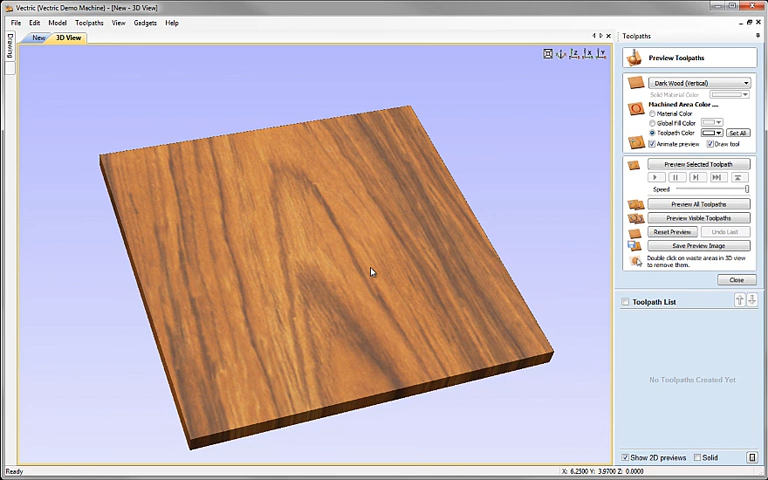 Vectric (Vectric Demo Machine) - [New - 3D View]
File Edit Model Toolpaths View Gadgets Help
Drawing
New
3D View
Toolpaths
Preview Toolpaths
Dark Wood (Vertical)
Solid Material Color
Machined Area Color ...
Material Color
Global Fill Color
Toolpath Color
Set All
Animate preview
Draw tool
Preview Selected Toolpath
Speed
Preview All Toolpaths
Preview Visible Toolpaths
Reset Preview
Undo Last
Save Preview Image
Double click on waste areas in 3D view
to remove them.
Close
Toolpath List
No Toolpaths Created Yet
Show 2D previews
Solid
Ready
X: 6.2500 Y: 3.9700 Z: 0.0000